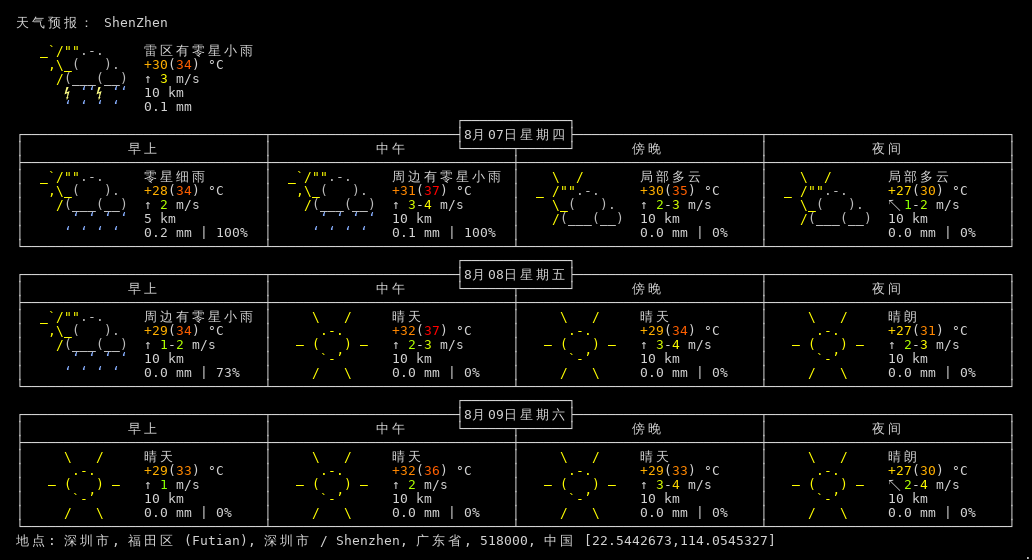 天气预报： ShenZhen
雷区有零星小雨
+30(34) °C
↑ 3 m/s
10 km
0.1 mm
8月07日星期四
早上 中午 傍晚 夜间
零星细雨 周边有零星小雨 局部多云 局部多云
+28(34) °C +31(37) °C +30(35) °C +27(30) °C
↑ 2 m/s ↑ 3-4 m/s ↑ 2-3 m/s ↖ 1-2 m/s
5 km 10 km 10 km 10 km
0.2 mm | 100% 0.1 mm | 100% 0.0 mm | 0% 0.0 mm | 0%
8月08日星期五
早上 中午 傍晚 夜间
周边有零星小雨 晴天 晴天 晴朗
+29(34) °C +32(37) °C +29(34) °C +27(31) °C
↑ 1-2 m/s ↑ 2-3 m/s ↑ 3-4 m/s ↑ 2-3 m/s
10 km 10 km 10 km 10 km
0.0 mm | 73% 0.0 mm | 0% 0.0 mm | 0% 0.0 mm | 0%
8月09日星期六
早上 中午 傍晚 夜间
晴天 晴天 晴天 晴朗
+29(33) °C +32(36) °C +29(33) °C +27(30) °C
↑ 1 m/s ↑ 2 m/s ↑ 3-4 m/s ↖ 2-4 m/s
10 km 10 km 10 km 10 km
0.0 mm | 0% 0.0 mm | 0% 0.0 mm | 0% 0.0 mm | 0%
地点: 深圳市, 福田区 (Futian), 深圳市 / Shenzhen, 广东省, 518000, 中国 [22.5442673,114.0545327]